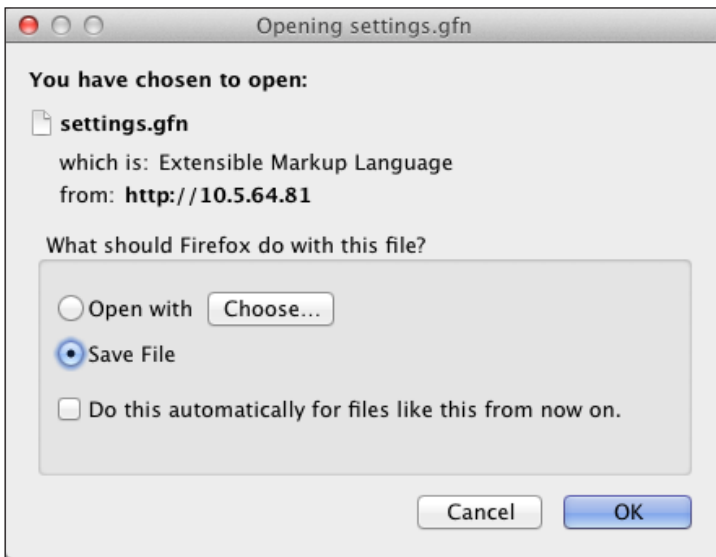 Opening settings.gfn
You have chosen to open:
settings.gfn
which is: Extensible Markup Language
from: http://10.5.64.81
What should Firefox do with this file?
Open with Choose...
Save File
Do this automatically for files like this from now on.
Cancel OK